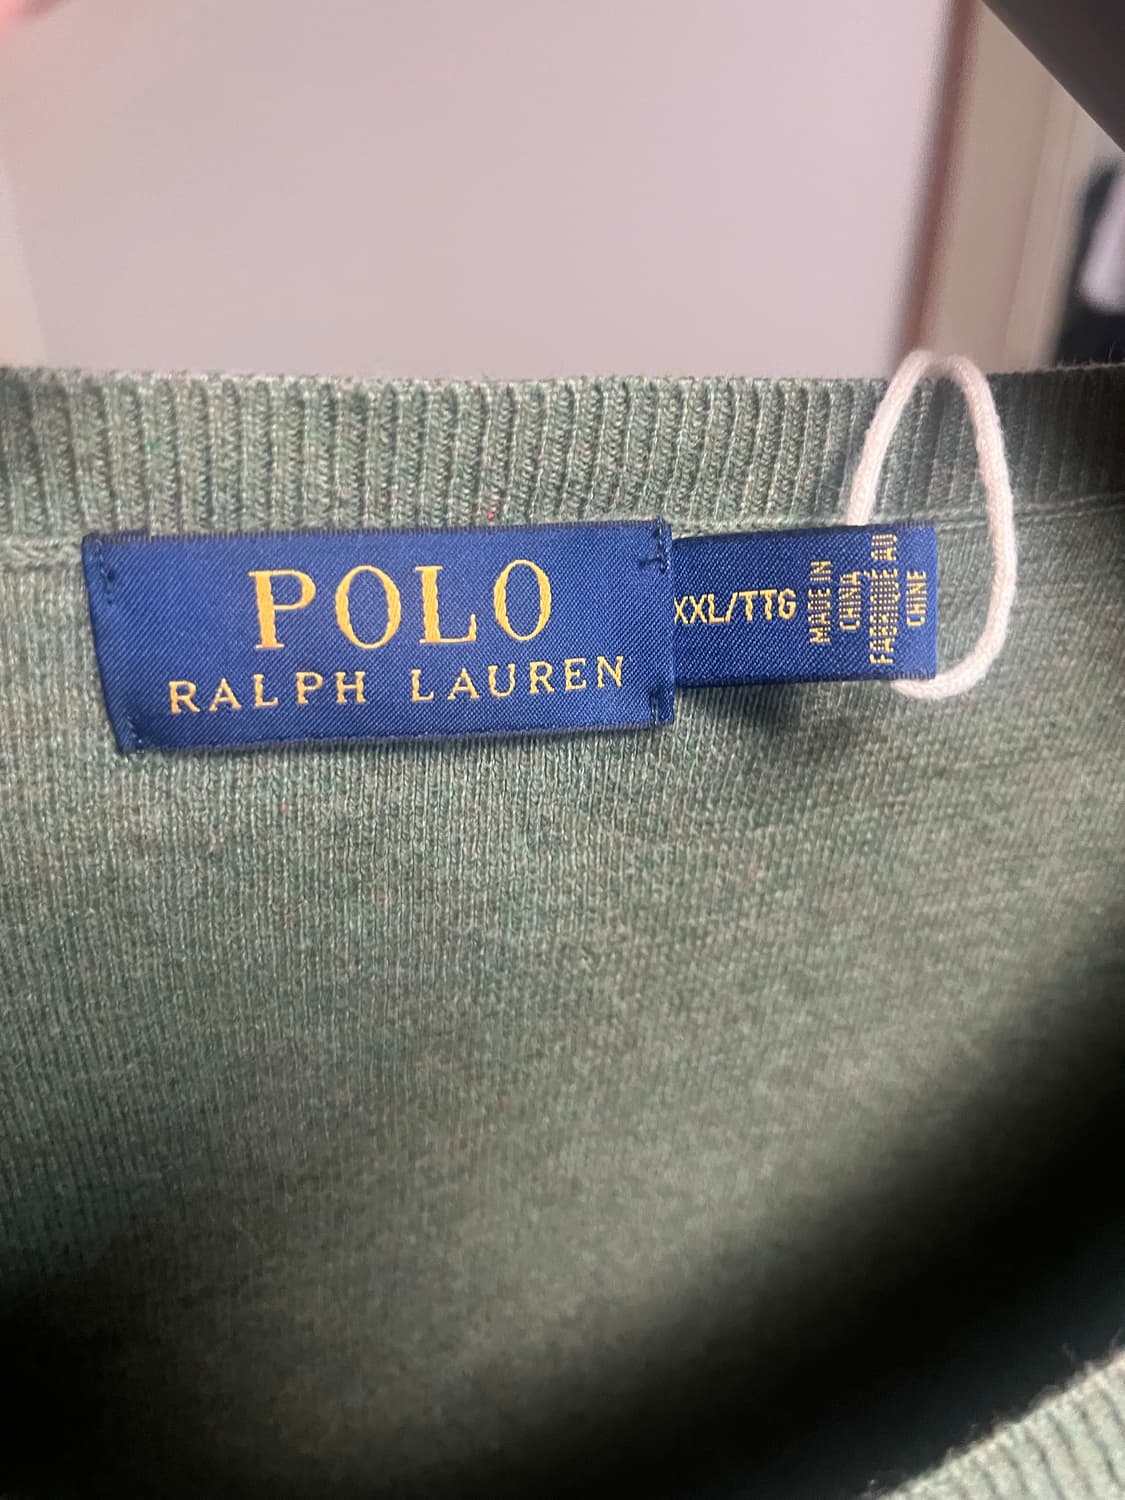 POLO
RALPH LAUREN
XXL/TTG
MADE IN
CHINA
FABRIQUÉ AU
CHINE